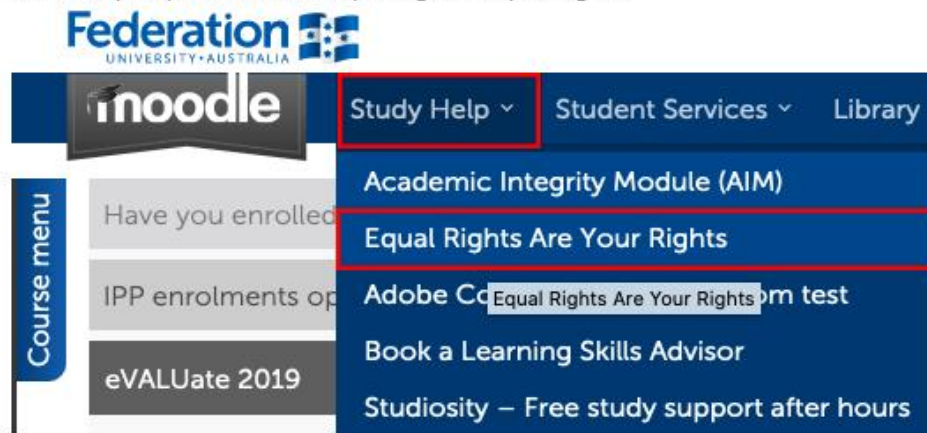 Federation
UNIVERSITY • AUSTRALIA
moodle
Study Help
Student Services
Library
Course menu
Have you enrolled
IPP enrolments op
eVALUate 2019
Academic Integrity Module (AIM)
Equal Rights Are Your Rights
Adobe Co
Equal Rights Are Your Rights
om test
Book a Learning Skills Advisor
Studiosity – Free study support after hours